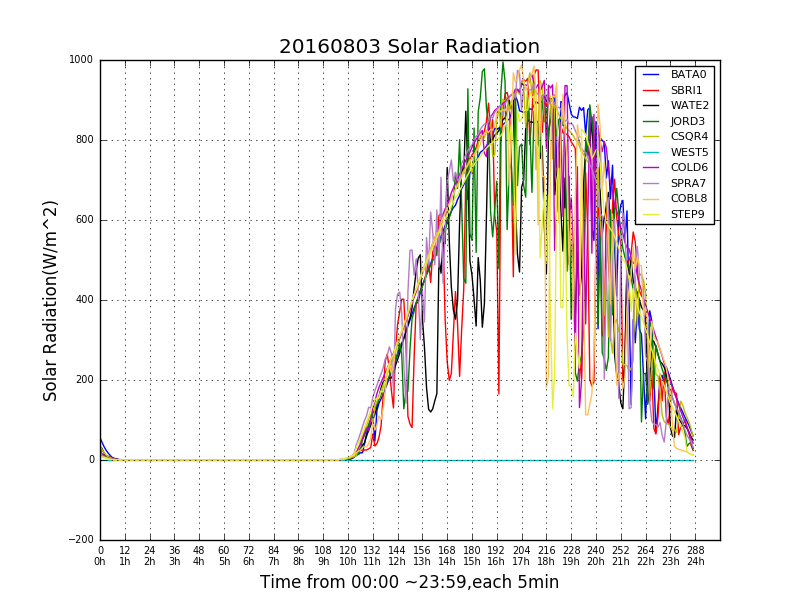 20160803 Solar Radiation
Solar Radiation(W/m^2)
1000
800
600
400
200
0
−200
BATA0
SBRI1
WATE2
JORD3
CSQR4
WEST5
COLD6
SPRA7
COBL8
STEP9
0 12 24 36 48 60 72 84 96 108 120 132 144 156 168 180 192 204 216 228 240 252 264 276 288
0h 1h 2h 3h 4h 5h 6h 7h 8h 9h 10h 11h 12h 13h 14h 15h 16h 17h 18h 19h 20h 21h 22h 23h 24h
Time from 00:00 ~23:59,each 5min